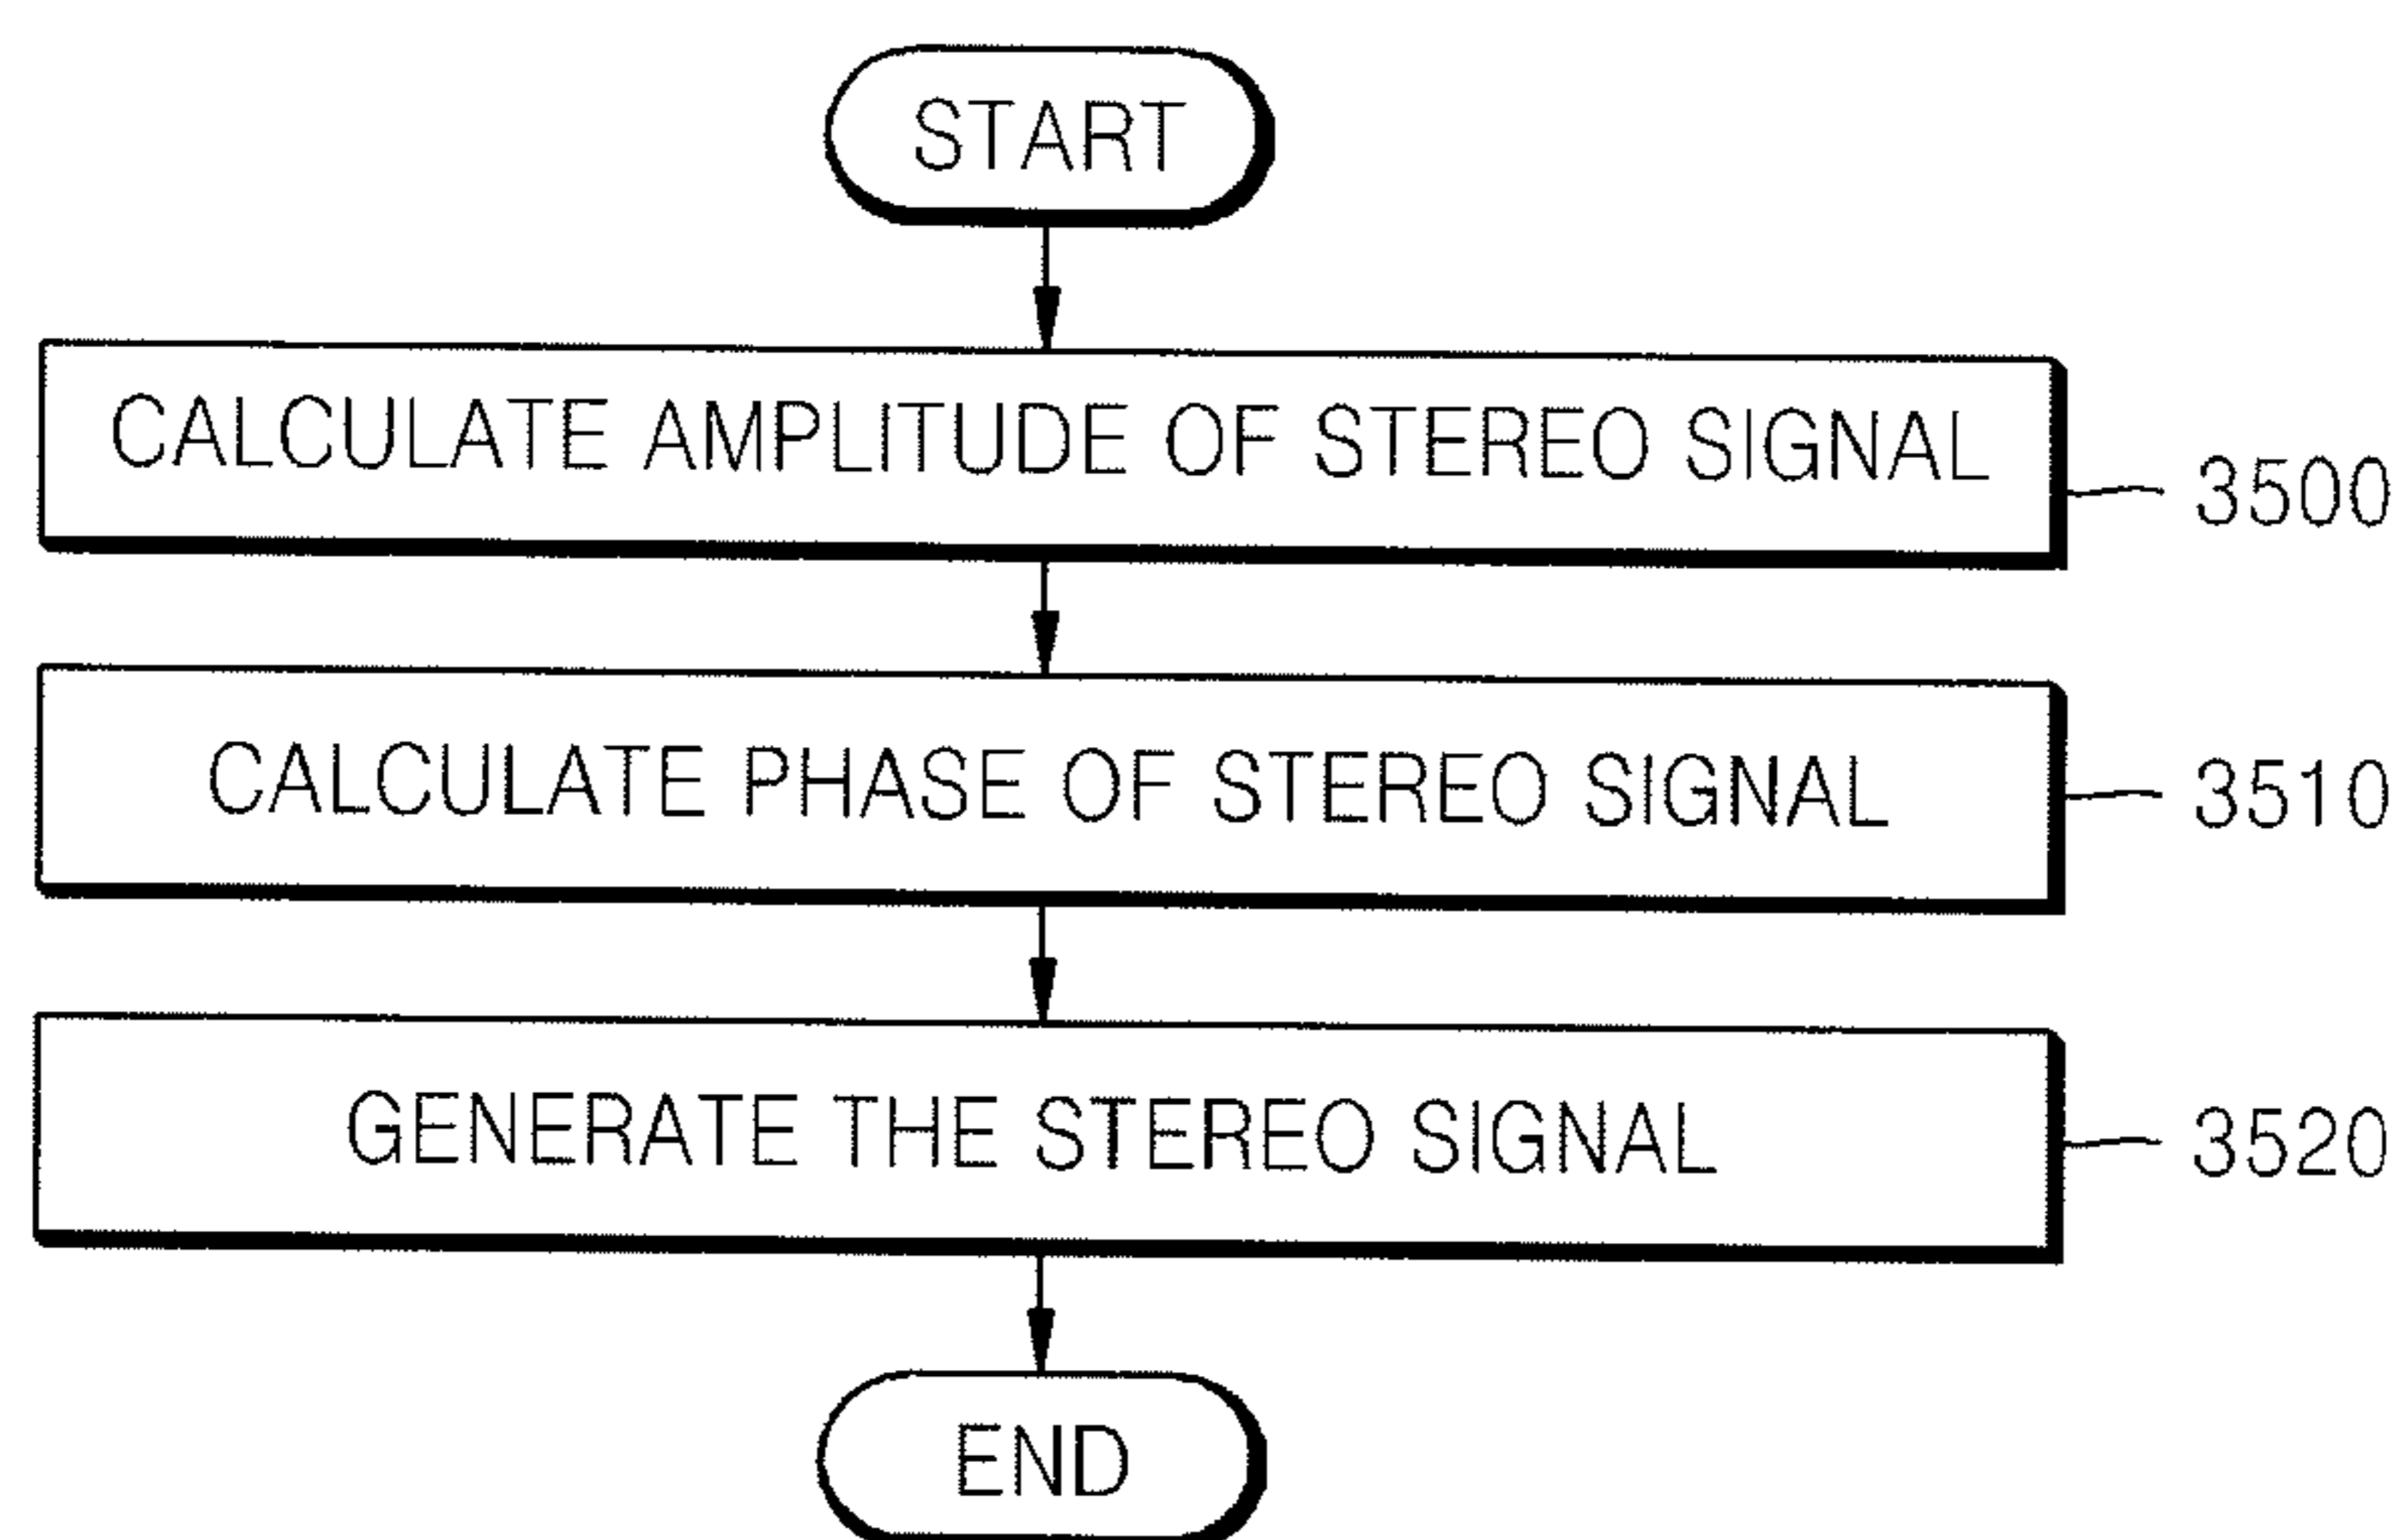 START
CALCULATE AMPLITUDE OF STEREO SIGNAL
3500
CALCULATE PHASE OF STEREO SIGNAL
3510
GENERATE THE STEREO SIGNAL
3520
END